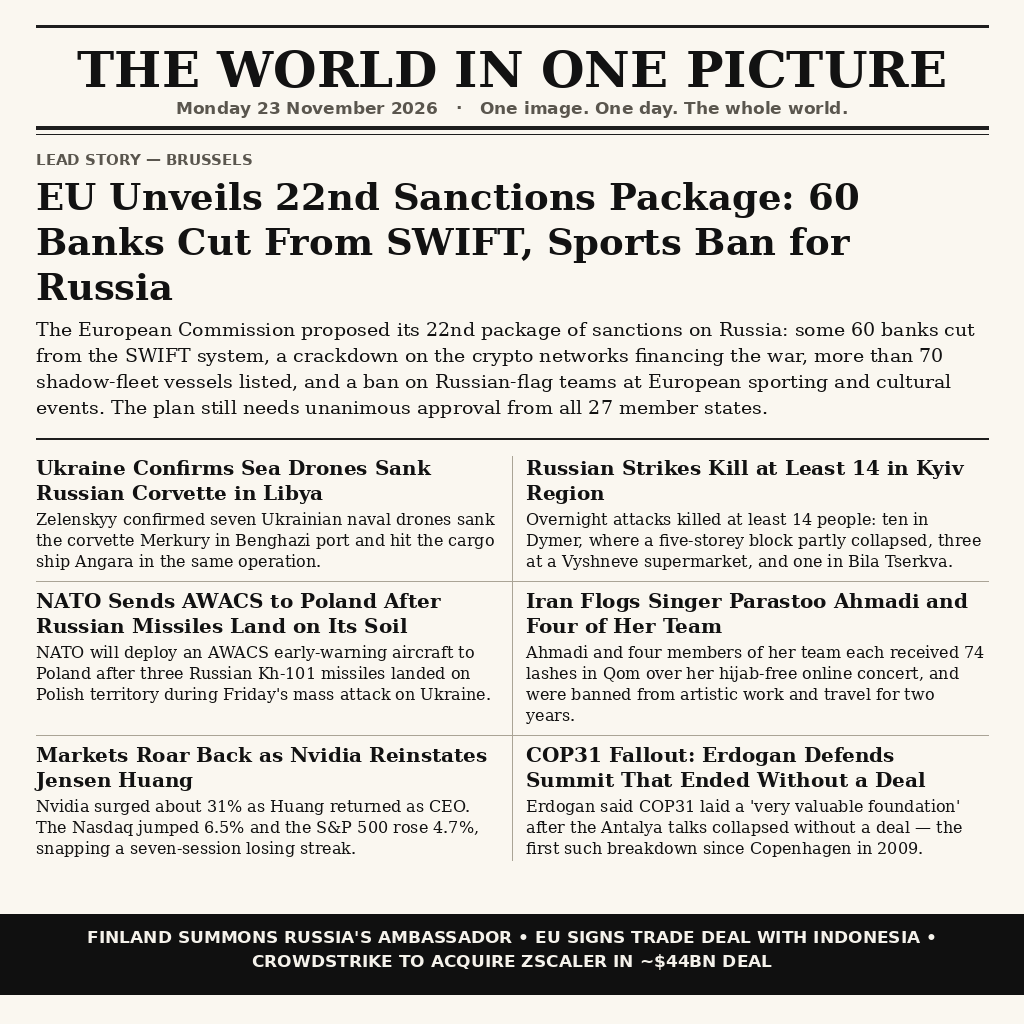 THE WORLD IN ONE PICTURE
Monday 23 November 2026 · One image. One day. The whole world.
LEAD STORY — BRUSSELS
EU Unveils 22nd Sanctions Package: 60
Banks Cut From SWIFT, Sports Ban for
Russia
The European Commission proposed its 22nd package of sanctions on Russia: some 60 banks cut
from the SWIFT system, a crackdown on the crypto networks financing the war, more than 70
shadow-fleet vessels listed, and a ban on Russian-flag teams at European sporting and cultural
events. The plan still needs unanimous approval from all 27 member states.
Ukraine Confirms Sea Drones Sank
Russian Corvette in Libya
Zelenskyy confirmed seven Ukrainian naval drones sank
the corvette Merkury in Benghazi port and hit the cargo
ship Angara in the same operation.
Russian Strikes Kill at Least 14 in Kyiv
Region
Overnight attacks killed at least 14 people: ten in
Dymer, where a five-storey block partly collapsed, three
at a Vyshneve supermarket, and one in Bila Tserkva.
NATO Sends AWACS to Poland After
Russian Missiles Land on Its Soil
NATO will deploy an AWACS early-warning aircraft to
Poland after three Russian Kh-101 missiles landed on
Polish territory during Friday's mass attack on Ukraine.
Iran Flogs Singer Parastoo Ahmadi and
Four of Her Team
Ahmadi and four members of her team each received 74
lashes in Qom over her hijab-free online concert, and
were banned from artistic work and travel for two
years.
Markets Roar Back as Nvidia Reinstates
Jensen Huang
Nvidia surged about 31% as Huang returned as CEO.
The Nasdaq jumped 6.5% and the S&P 500 rose 4.7%,
snapping a seven-session losing streak.
COP31 Fallout: Erdogan Defends
Summit That Ended Without a Deal
Erdogan said COP31 laid a 'very valuable foundation'
after the Antalya talks collapsed without a deal — the
first such breakdown since Copenhagen in 2009.
FINLAND SUMMONS RUSSIA'S AMBASSADOR • EU SIGNS TRADE DEAL WITH INDONESIA •
CROWDSTRIKE TO ACQUIRE ZSCALER IN ~$44BN DEAL